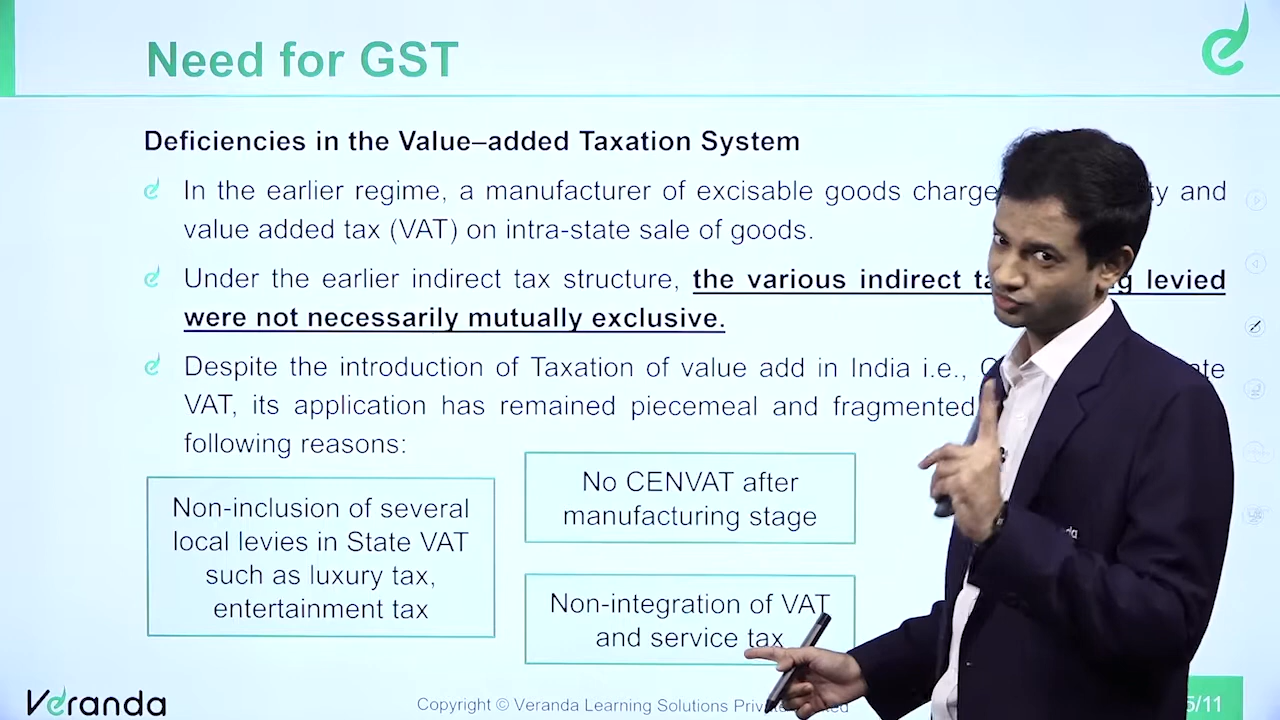 Need for GST
Deficiencies in the Value–added Taxation System
In the earlier regime, a manufacturer of excisable goods and
value added tax (VAT) on intra-state sale of goods.
Under the earlier indirect tax structure, the various indirect levied
were not necessarily mutually exclusive.
Despite the introduction of Taxation of value add in India i.e.,
VAT, its application has remained piecemeal and fragmented
following reasons:
Non-inclusion of several
local levies in State VAT
such as luxury tax,
entertainment tax
No CENVAT after
manufacturing stage
Non-integration of VAT
and service tax
Veranda
Copyright © Veranda Learning Solutions
5/11